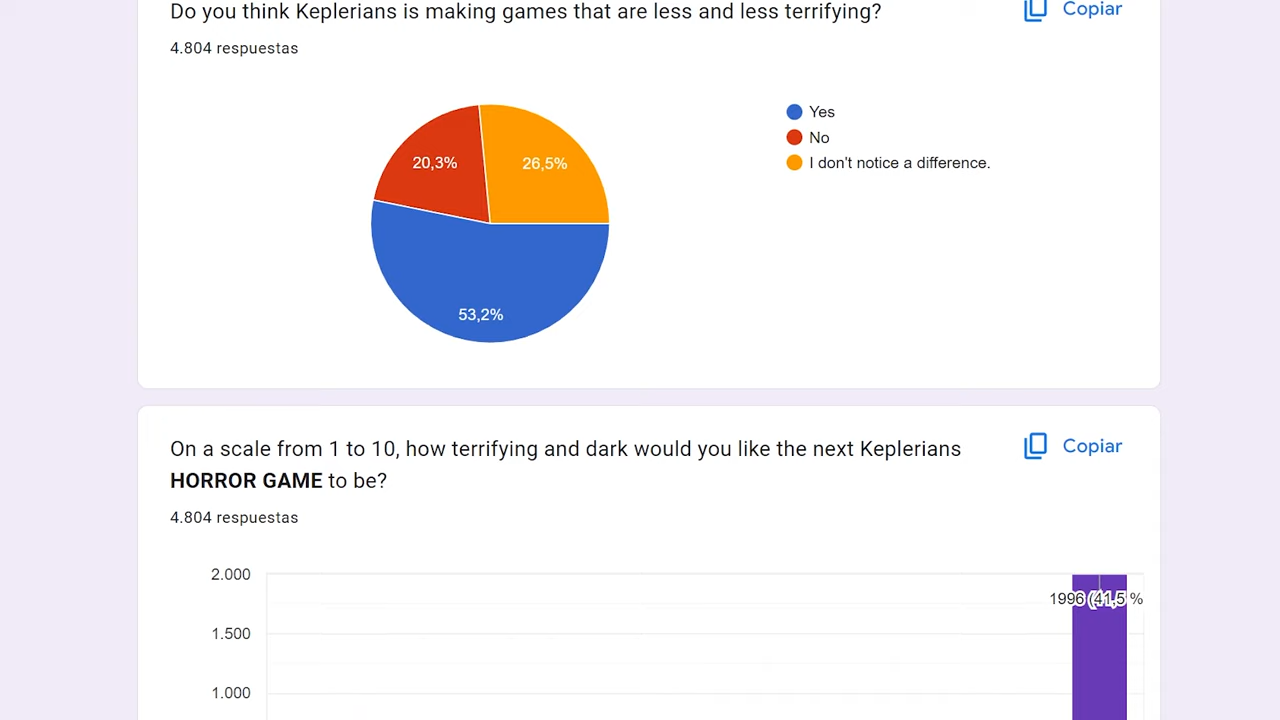 Do you think Keplerians is making games that are less and less terrifying?
Copiar
4.804 respuestas
Yes
No
I don't notice a difference.
20,3%
26,5%
53,2%
On a scale from 1 to 10, how terrifying and dark would you like the next Keplerians
HORROR GAME to be?
Copiar
4.804 respuestas
2.000
1996 (41,5 %
1.500
1.000